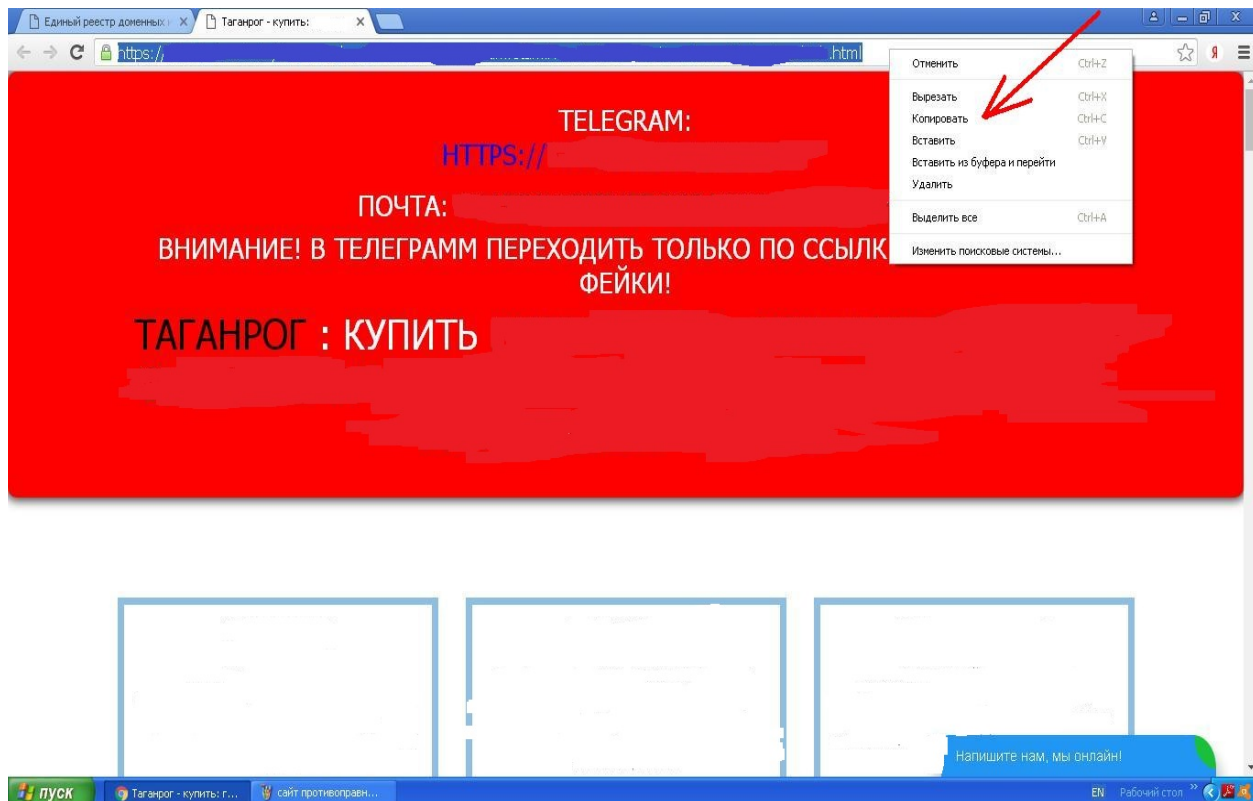 Единый реестр доменных
Таганрог - купить:
https:/
.html
Отменить Ctrl+Z
Вырезать Ctrl+X
Копировать Ctrl+C
Вставить Ctrl+V
Вставить из буфера и перейти
Удалить
Выделить все Ctrl+A
Изменить поисковые системы...
TELEGRAM:
HTTPS://
ПОЧТА:
ВНИМАНИЕ! В ТЕЛЕГРАММ ПЕРЕХОДИТЬ ТОЛЬКО ПО ССЫЛК
ФЕЙКИ!
ТАГАНРОГ : КУПИТЬ
Напишите нам, мы онлайн!
пуск
Таганрог - купить: г...
сайт противоправн...
EN
Рабочий стол